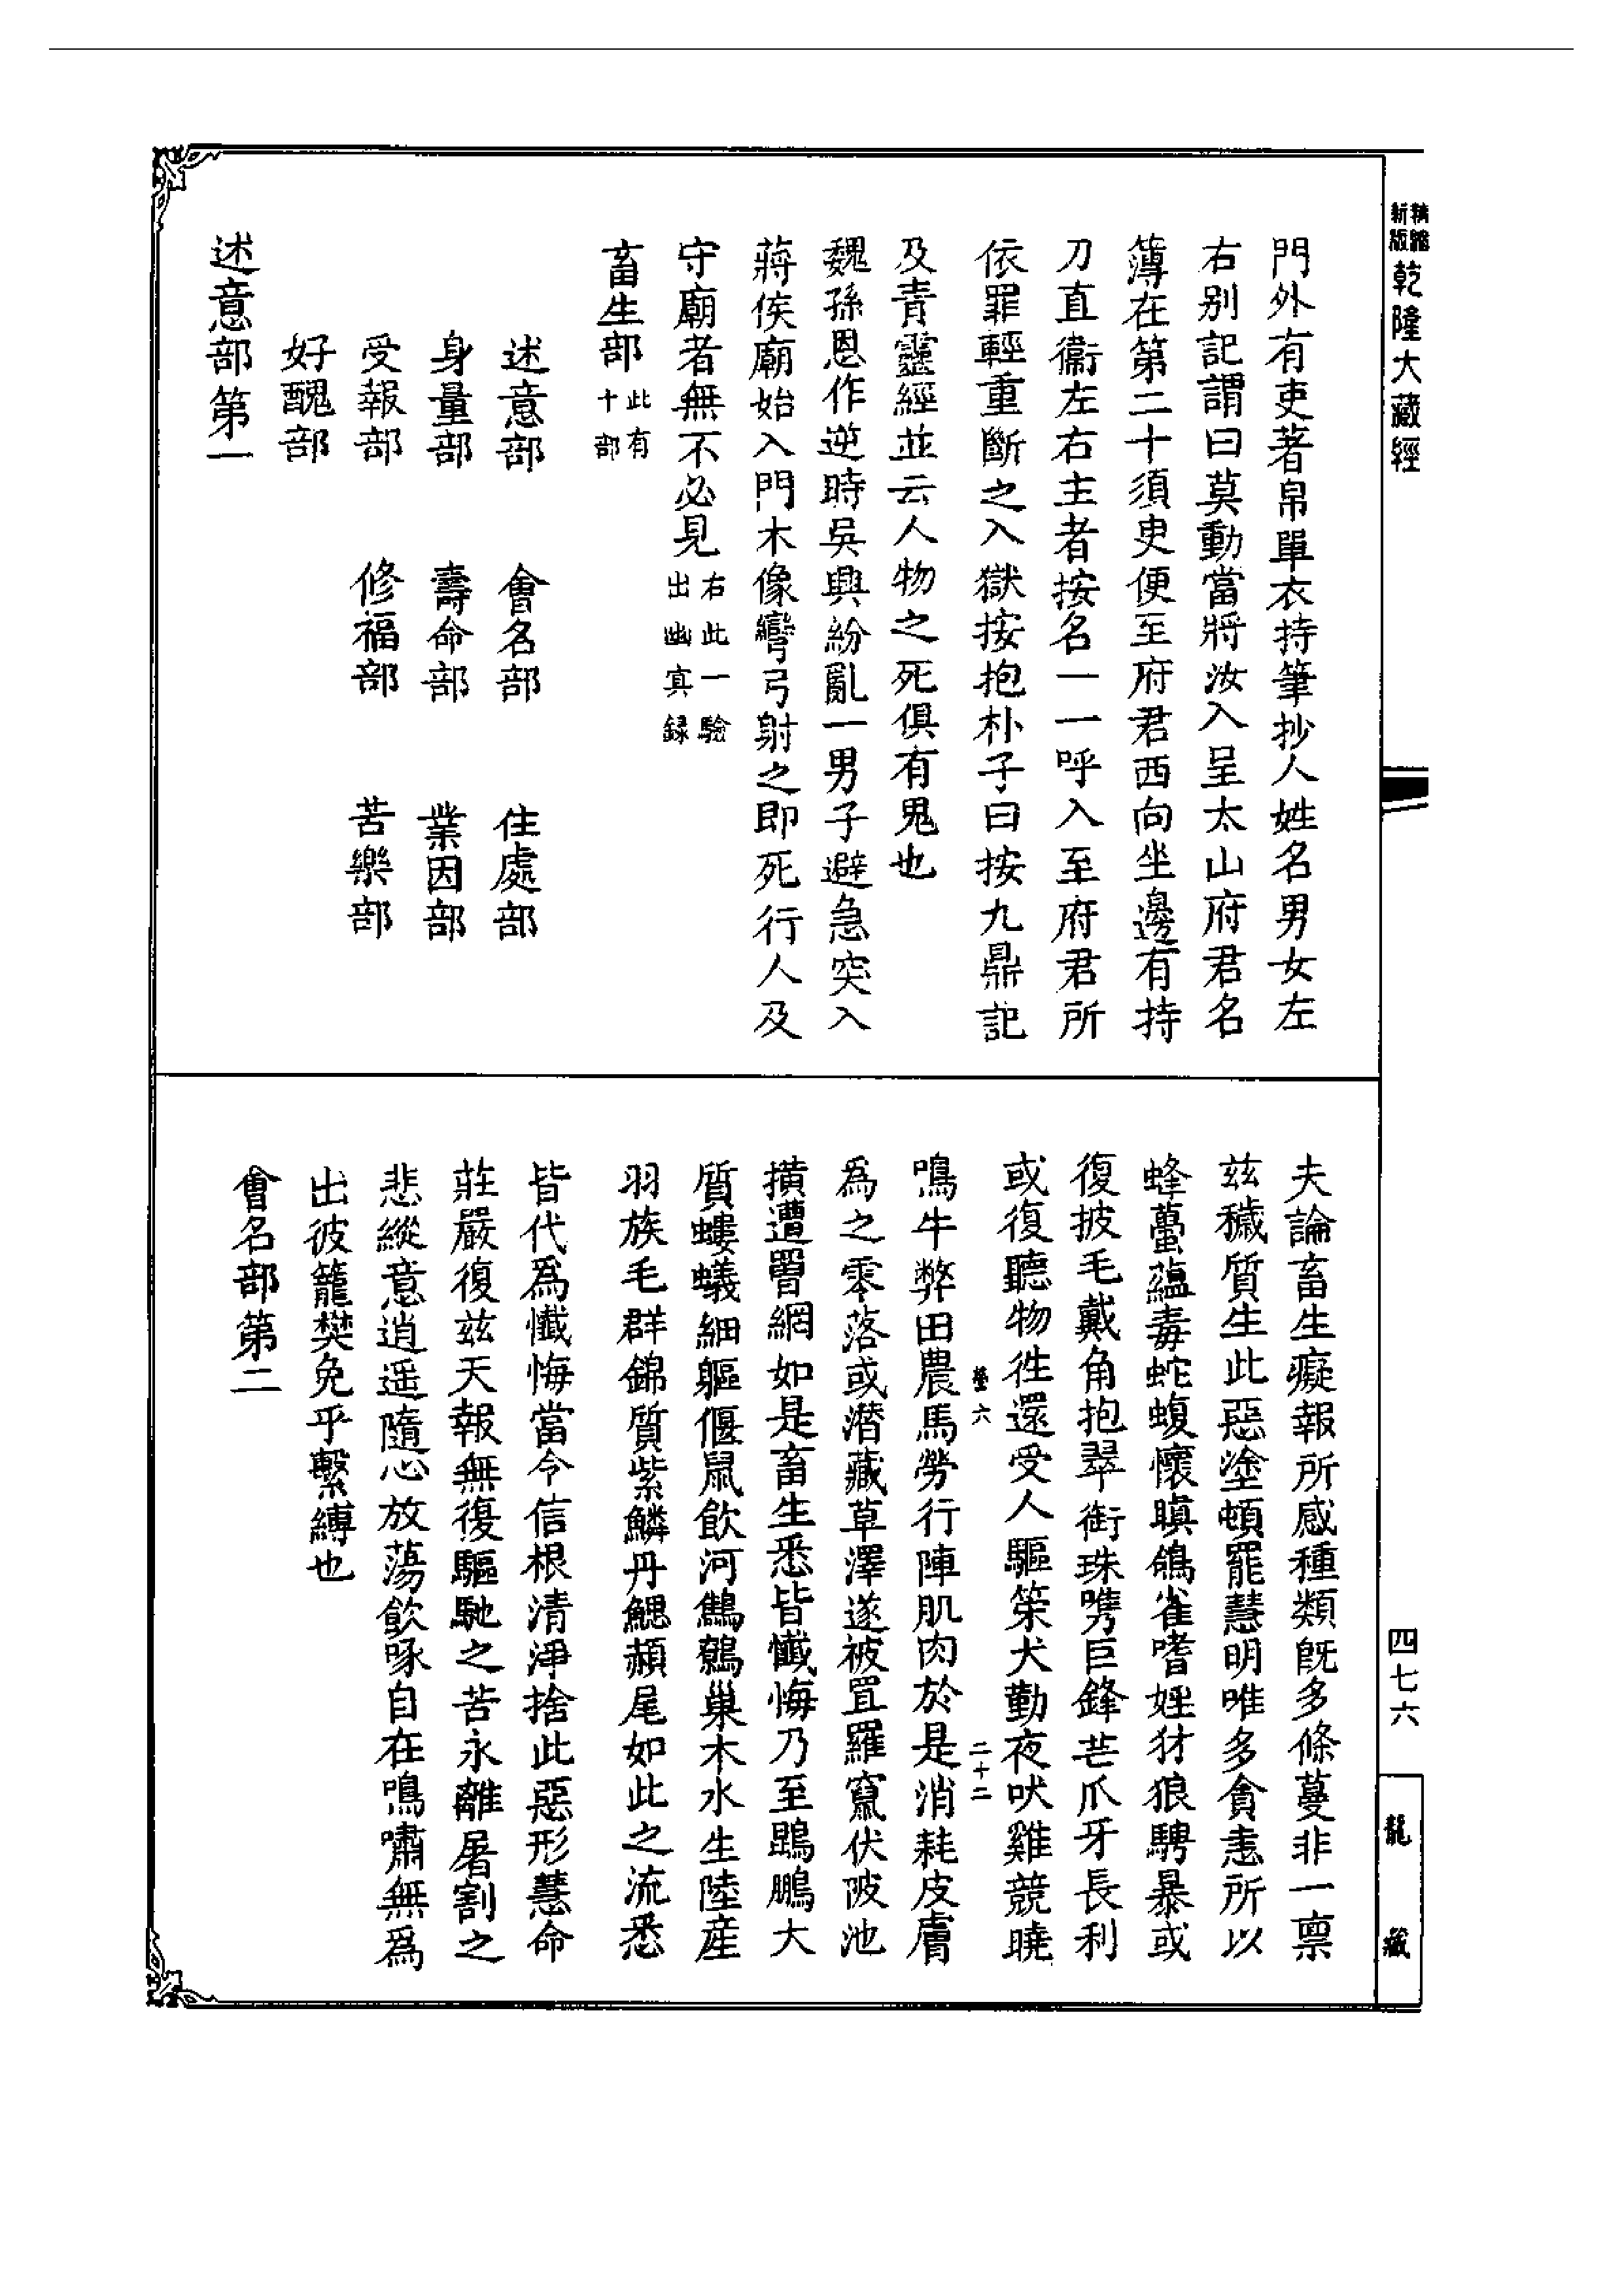 精縮新版
乾隆大藏經
四七六
龍藏
門外有吏著帛單衣持筆抄人姓名男女左
右别記謂曰莫動當將汝入呈太山府君名
簿在第二十須臾便至府君西向坐邊有持
刀直衞左右主者按名一一呼入至府君所
依罪輕重斷之入獄按抱朴子曰按九鼎記
及青靈經並云人物之死俱有鬼也
魏孫恩作逆時吳興紛亂一男子避急突入
蔣侯廟始入門木像彎弓射之即死行人及
守廟者無不必見右此一驗出幽冥録
畜生部此有十部
述意部 會名部 住處部
身量部 壽命部 業因部
受報部 修福部 苦樂部
好醜部
述意部第一
夫論畜生癡報所感種類既多條蔓非一禀
兹穢質生此惡塗頓罷慧明唯多貪恚所以
蜂蠆蘊毒蛇蝮懷瞋鴿雀嗜婬犲狼騁暴或
復披毛戴角抱翠銜珠嘴巨鋒芒爪牙長利
或復聽物徃還受人驅策犬勤夜吠雞競曉
塋六 二十二
鳴牛弊田農馬勞行陣肌肉於是消耗皮膚
為之零落或潜藏草澤遂被罝羅竄伏陂池
撗遭罾網如是畜生悉皆懺悔乃至鵾鵬大
質螻蟻細軀偃鼠飲河鷦鷯巢木水生陸産
羽族毛群錦質紫鱗丹鰓赬尾如此之流悉
皆代爲懺悔當令信根清淨捨此惡形慧命
莊嚴復兹天報無復驅馳之苦永離屠割之
悲縱意逍遥隨心放蕩飲啄自在鳴嘯無爲
出彼籠樊免乎繫縛也
會名部第二